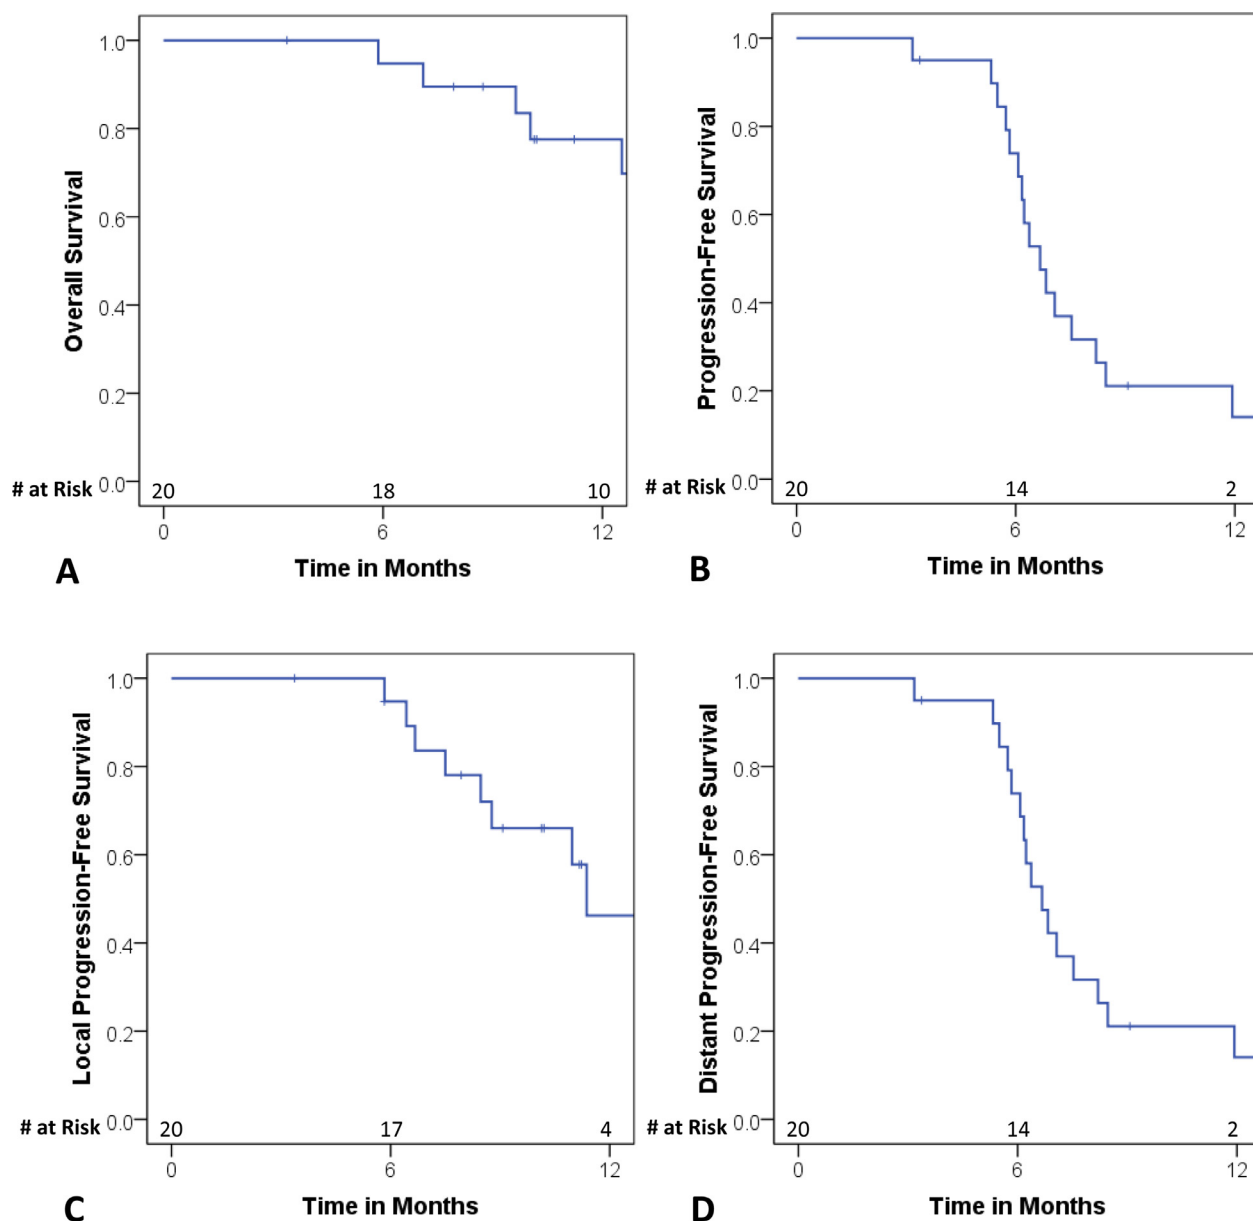 Overall Survival
1.0
0.8
0.6
0.4
0.2
0.0
# at Risk
20 18 10
0 6 12
Time in Months
A
Progression-Free Survival
1.0
0.8
0.6
0.4
0.2
0.0
# at Risk
20 14 2
0 6 12
Time in Months
B
Local Progression-Free Survival
1.0
0.8
0.6
0.4
0.2
0.0
# at Risk
20 17 4
0 6 12
Time in Months
C
Distant Progression-Free Survival
1.0
0.8
0.6
0.4
0.2
0.0
# at Risk
20 14 2
0 6 12
Time in Months
D